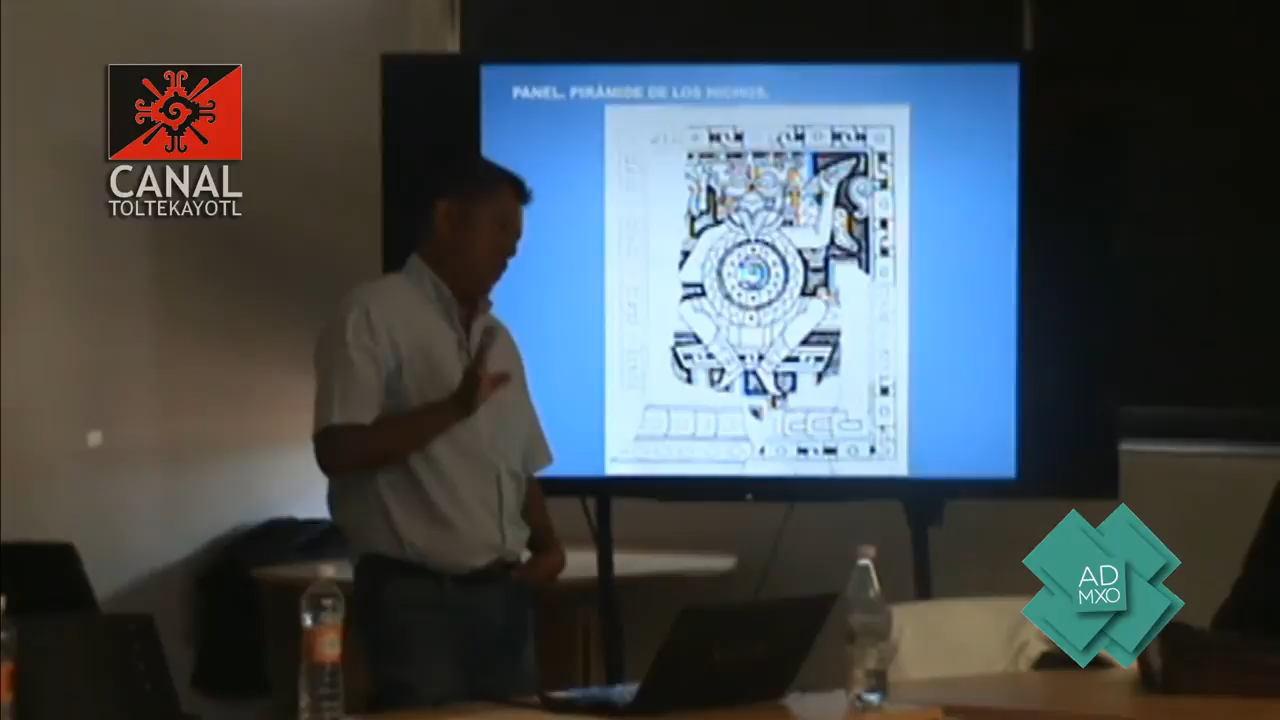 CANAL
TOLTEKAYOTL
PANEL. PIRÁMIDE DE LOS NICHOS.
AD
MXO